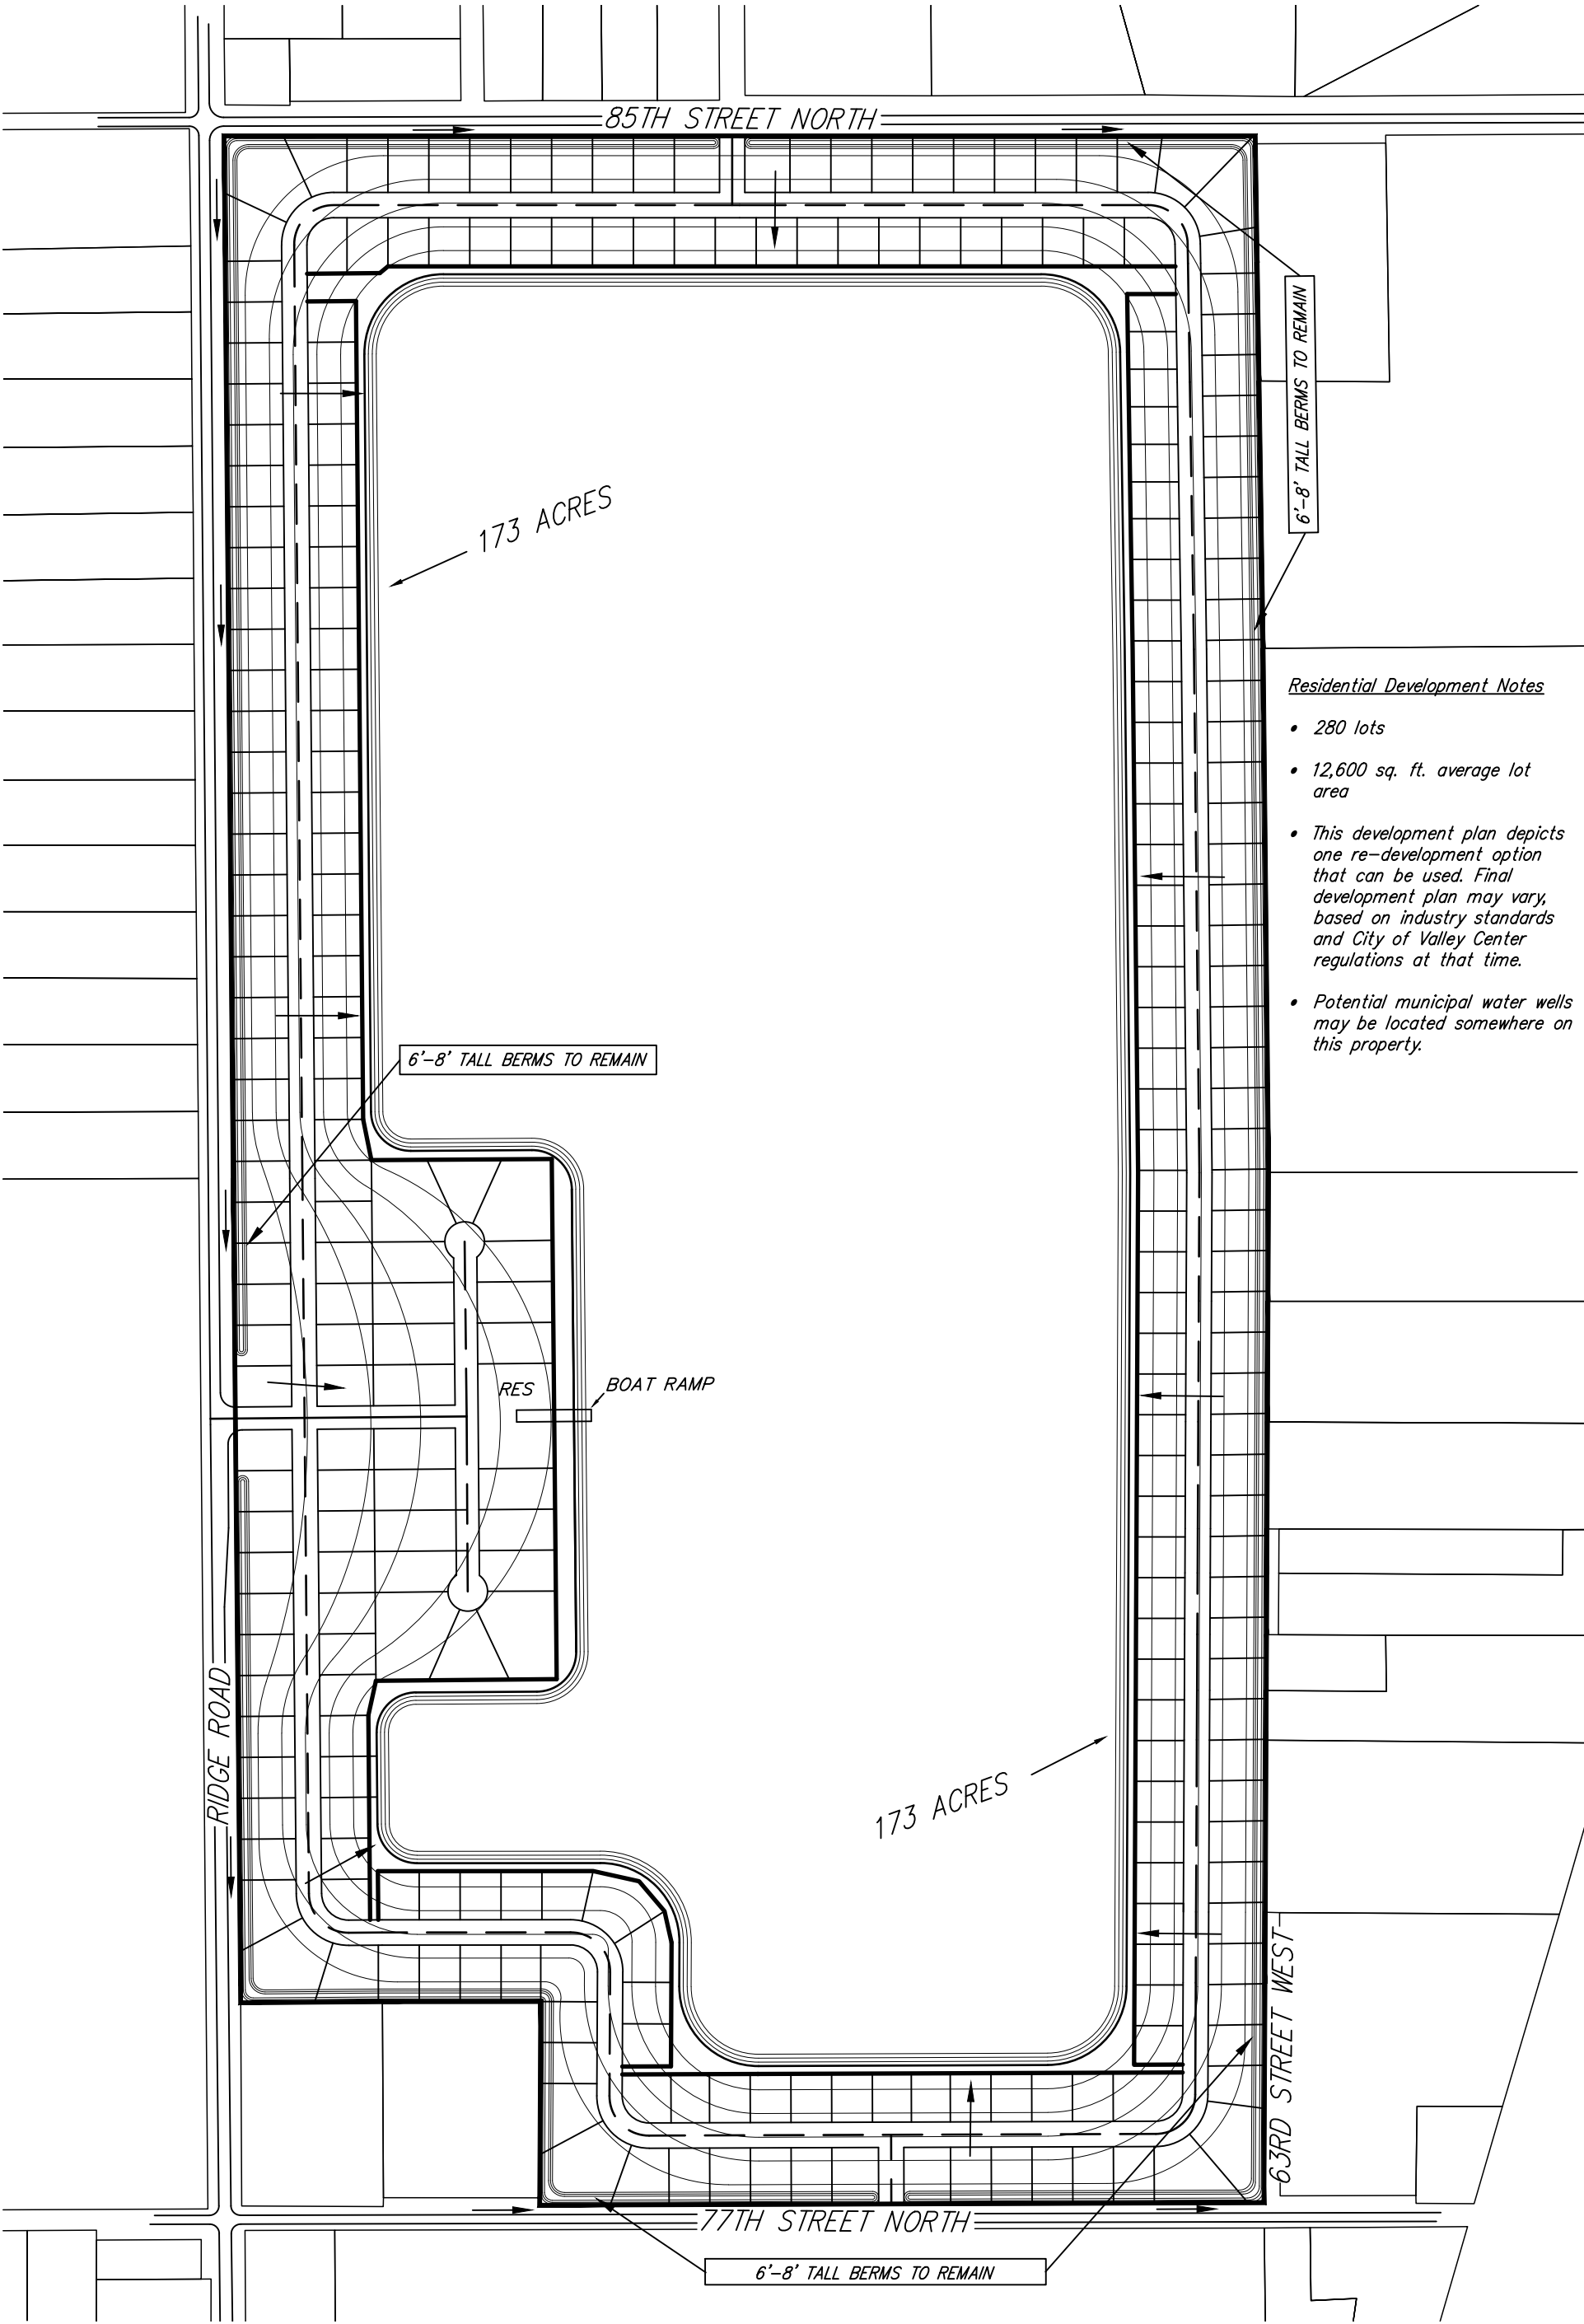 85TH STREET NORTH
6'-8' TALL BERMS TO REMAIN
173 ACRES
Residential Development Notes
• 280 lots
• 12,600 sq. ft. average lot
area
• This development plan depicts
one re-development option
that can be used. Final
development plan may vary,
based on industry standards
and City of Valley Center
regulations at that time.
• Potential municipal water wells
may be located somewhere on
this property.
6'-8' TALL BERMS TO REMAIN
RES
BOAT RAMP
RIDGE ROAD
173 ACRES
63RD STREET WEST
77TH STREET NORTH
6'-8' TALL BERMS TO REMAIN